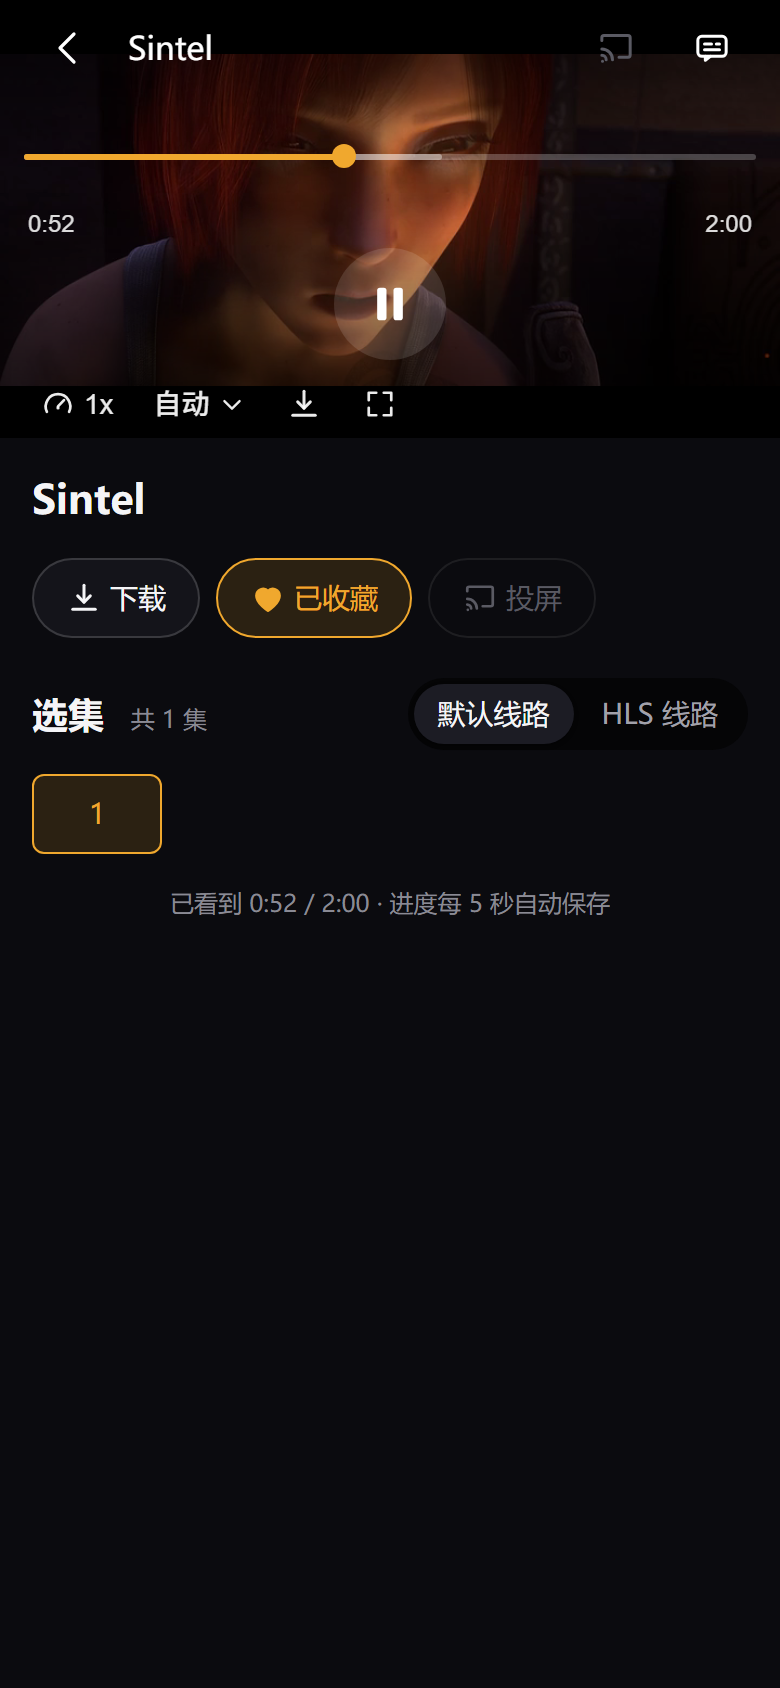 Sintel
0:52
2:00
1x 自动
Sintel
下载 已收藏 投屏
选集 共 1 集 默认线路 HLS 线路
1
已看到 0:52 / 2:00 · 进度每 5 秒自动保存